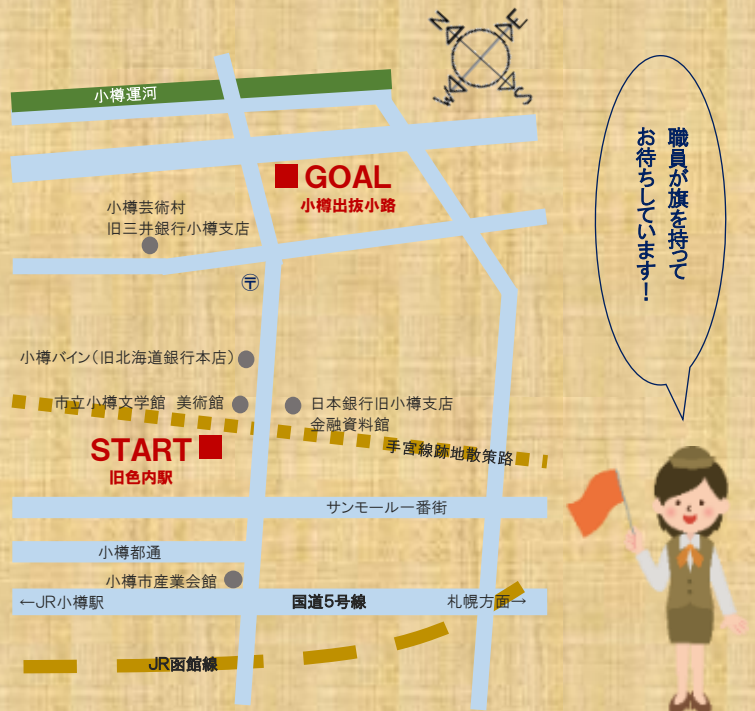 N
E
W
S
小樽運河
GOAL
小樽出抜小路
小樽芸術村
旧三井銀行小樽支店
〒
小樽バイン(旧北海道銀行本店)
市立小樽文学館 美術館
日本銀行旧小樽支店
金融資料館
START
旧色内駅
手宮線跡地散策路
サンモール一番街
小樽都通
小樽市産業会館
←JR小樽駅
国道5号線
札幌方面→
JR函館線
職員が旗を持って
お待ちしています!